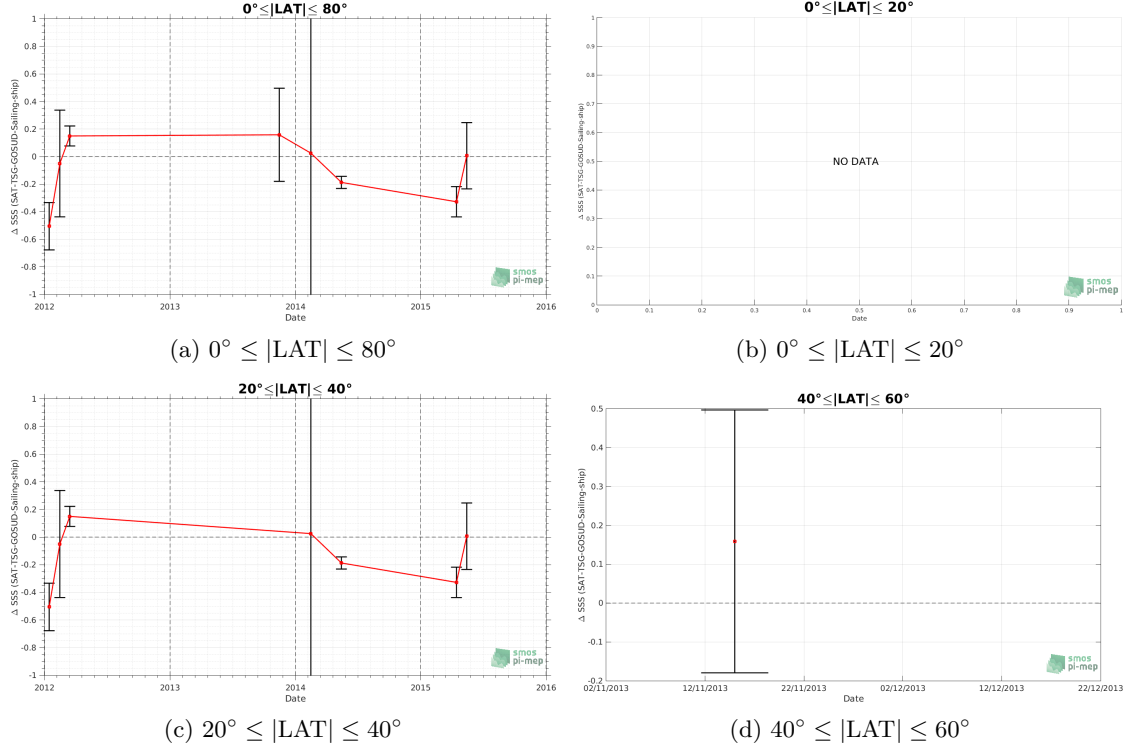 0°≤|LAT|≤ 80°
Δ SSS (SAT-TSG-GOSUD-Sailing-ship)
1
0.8
0.6
0.4
0.2
0
-0.2
-0.4
-0.6
-0.8
-1
2012 2013 2014 2015 2016
Date
smos
pi-mep
(a) 0° ≤ |LAT| ≤ 80°
0°≤|LAT|≤ 20°
Δ SSS (SAT-TSG-GOSUD-Sailing-ship)
1
0.9
0.8
0.7
0.6
0.5
0.4
0.3
0.2
0.1
0
NO DATA
0 0.1 0.2 0.3 0.4 0.5 0.6 0.7 0.8 0.9 1
Date
smos
pi-mep
(b) 0° ≤ |LAT| ≤ 20°
20°≤|LAT|≤ 40°
Δ SSS (SAT-TSG-GOSUD-Sailing-ship)
1
0.8
0.6
0.4
0.2
0
-0.2
-0.4
-0.6
-0.8
-1
2012 2013 2014 2015 2016
Date
smos
pi-mep
(c) 20° ≤ |LAT| ≤ 40°
40°≤|LAT|≤ 60°
Δ SSS (SAT-TSG-GOSUD-Sailing-ship)
0.5
0.4
0.3
0.2
0.1
0
-0.1
-0.2
02/11/2013 12/11/2013 22/11/2013 02/12/2013 12/12/2013 22/12/2013
Date
smos
pi-mep
(d) 40° ≤ |LAT| ≤ 60°